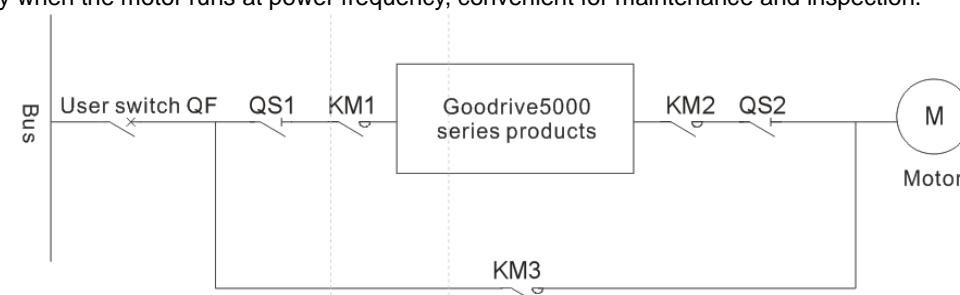 y when the motor runs at power frequency, convenient for maintenance and inspection.
Bus
User switch QF
QS1
KM1
Goodrive5000
series products
KM2
QS2
M
Motor
KM3